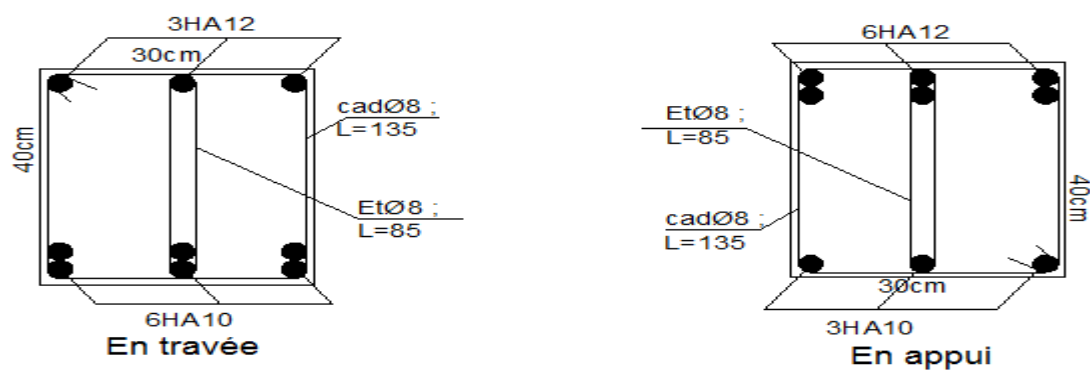 3HA12
30cm
40cm
cadØ8 ;
L=135
EtØ8 ;
L=85
6HA10
En travée
6HA12
EtØ8 ;
L=85
40cm
cadØ8 ;
L=135
30cm
3HA10
En appui